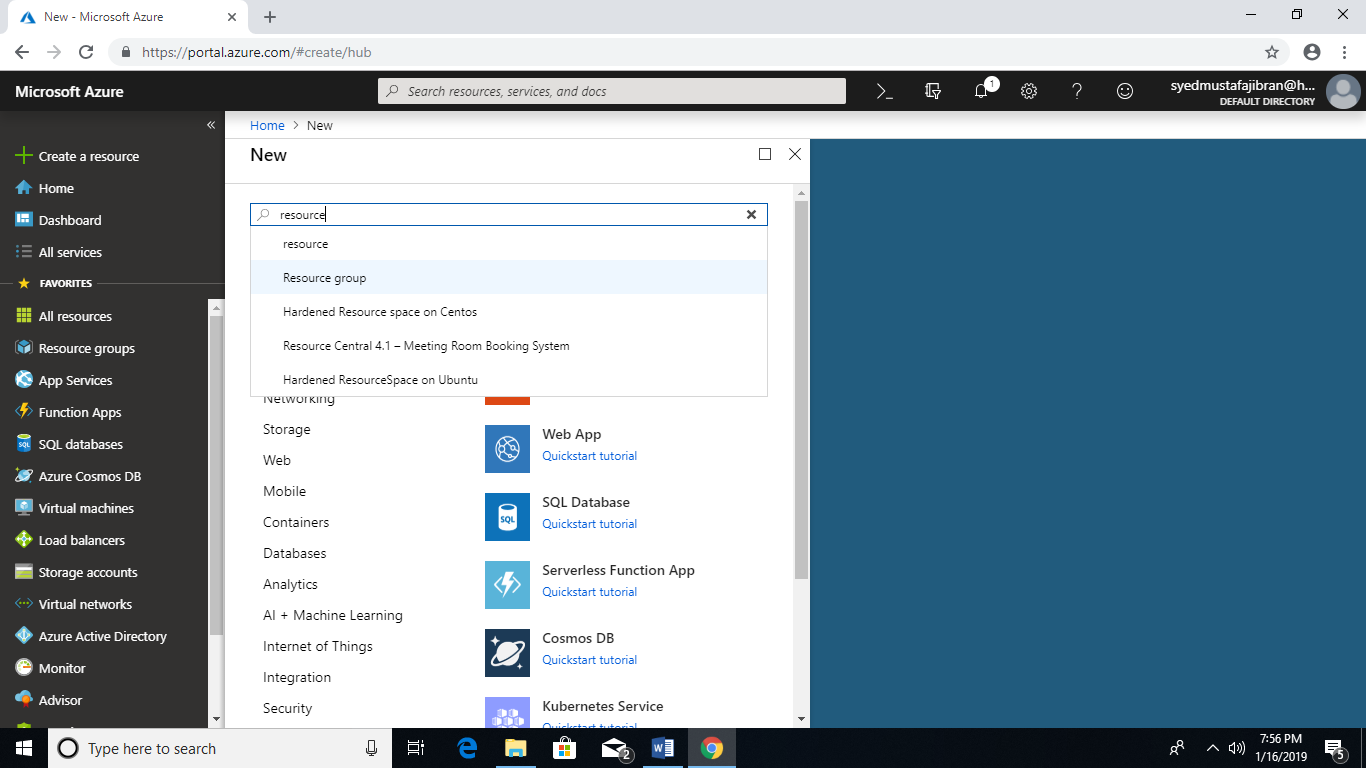 New - Microsoft Azure
https://portal.azure.com/#create/hub
Microsoft Azure
Search resources, services, and docs
1
syedmustafajibran@h...
DEFAULT DIRECTORY
Create a resource
Home
Dashboard
All services
FAVORITES
All resources
Resource groups
App Services
Function Apps
SQL databases
Azure Cosmos DB
Virtual machines
Load balancers
Storage accounts
Virtual networks
Azure Active Directory
Monitor
Advisor
Home > New
New
resource
resource
Resource group
Hardened Resource space on Centos
Resource Central 4.1 – Meeting Room Booking System
Hardened ResourceSpace on Ubuntu
Networking
Storage
Web
Mobile
Containers
Databases
Analytics
AI + Machine Learning
Internet of Things
Integration
Security
Web App
Quickstart tutorial
SQL Database
Quickstart tutorial
Serverless Function App
Quickstart tutorial
Cosmos DB
Quickstart tutorial
Kubernetes Service
Quickstart tutorial
Type here to search
2
7:56 PM
1/16/2019
5